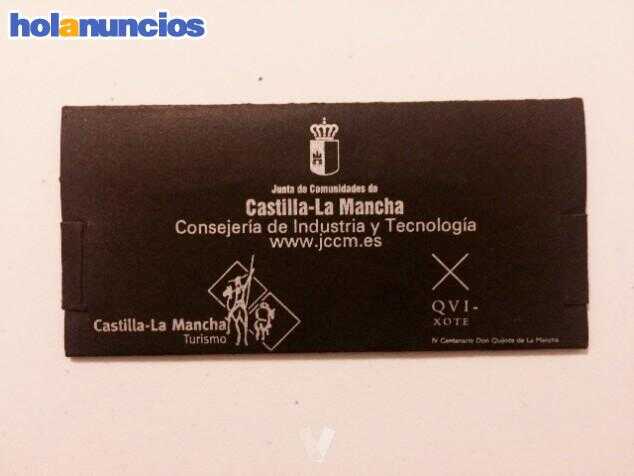 holanuncios
Junta de Comunidades de
Castilla-La Mancha
Consejería de Industria y Tecnología
www.jccm.es
Castilla-La Mancha
Turismo
QVI-
XOTE
IV Centenario Don Quijote de La Mancha
V